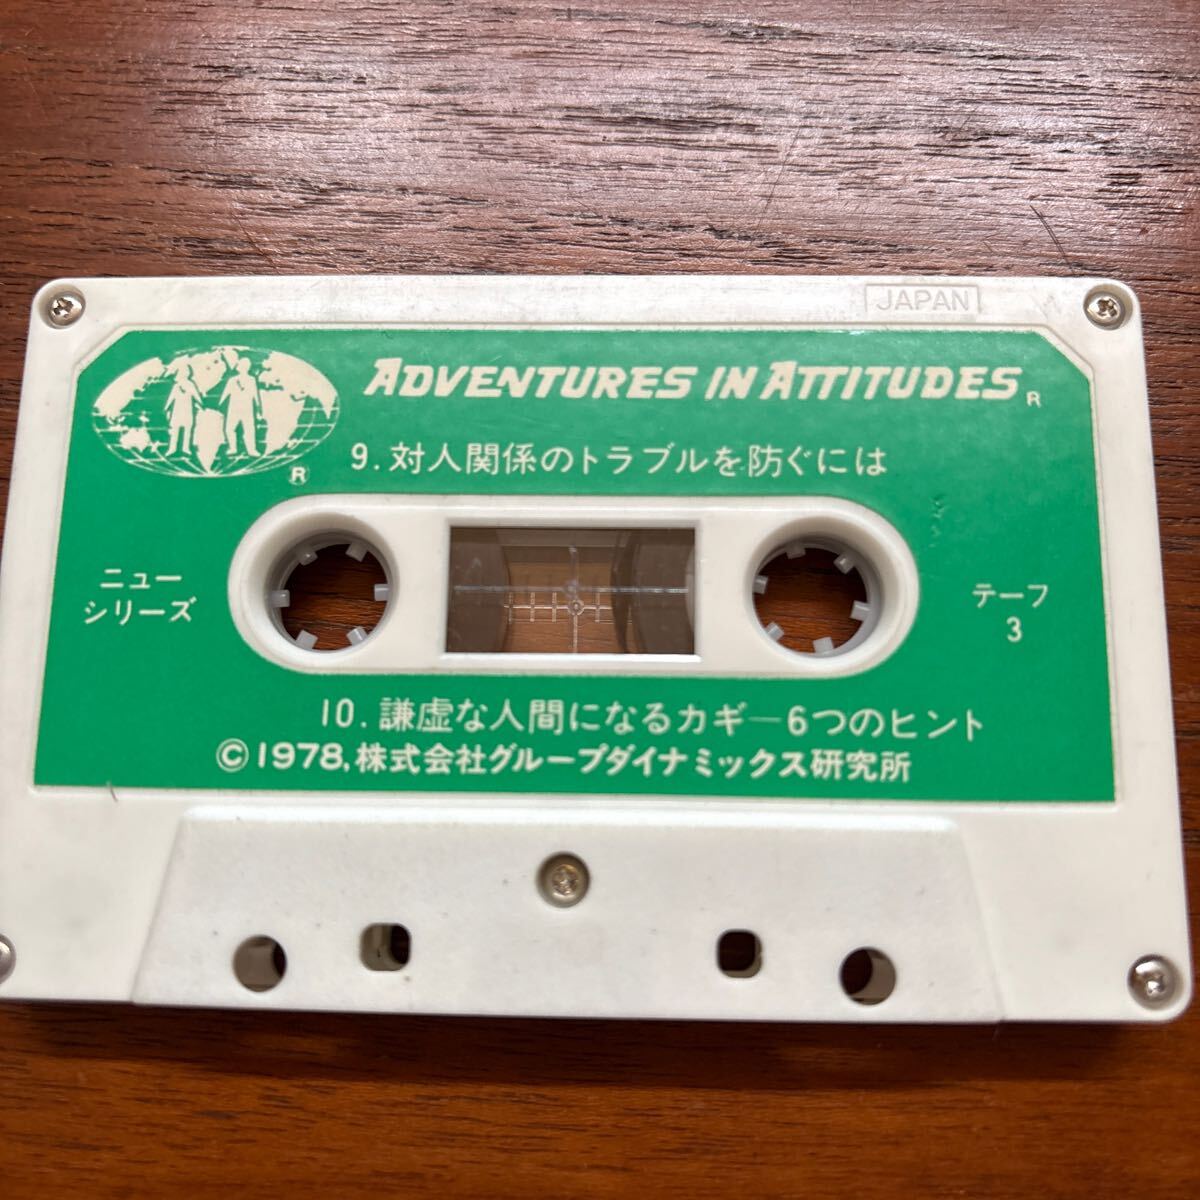 JAPAN
ADVENTURES IN ATTITUDES R
®
9. 対人関係のトラブルを防ぐには
ニュー
シリーズ
テーフ
3
10. 謙虚な人間になるカギ—6つのヒント
©1978, 株式会社グループダイナミックス研究所